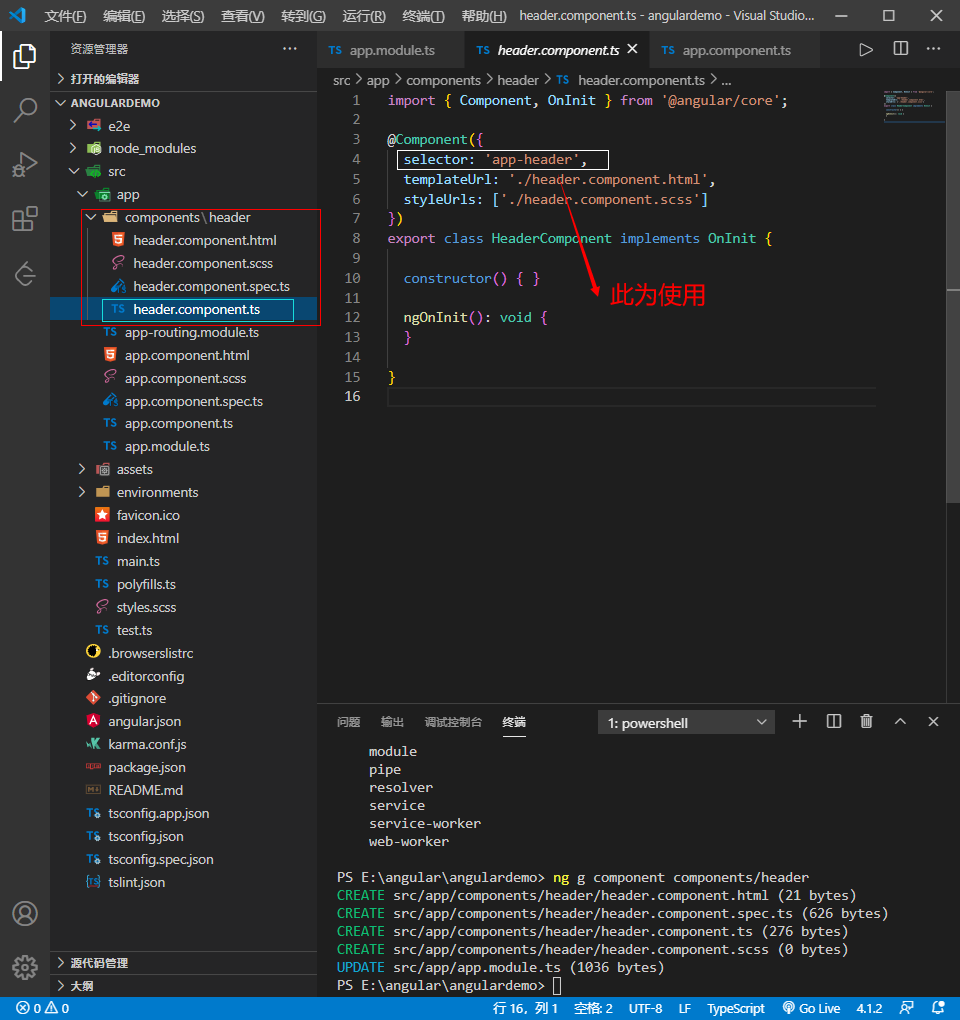 文件(F) 编辑(E) 选择(S) 查看(V) 转到(G) 运行(R) 终端(T) 帮助(H) header.component.ts - angulardemo - Visual Studio...
资源管理器 ...
打开的编辑器
ANGULARDEMO
e2e
node_modules
src
app
components\header
header.component.html
header.component.scss
header.component.spec.ts
TS header.component.ts
TS app-routing.module.ts
app.component.html
app.component.scss
app.component.spec.ts
TS app.component.ts
TS app.module.ts
assets
environments
favicon.ico
index.html
TS main.ts
TS polyfills.ts
styles.scss
TS test.ts
.browserslistrc
.editorconfig
.gitignore
angular.json
karma.conf.js
package.json
README.md
TS tsconfig.app.json
TS tsconfig.json
TS tsconfig.spec.json
tslint.json
源代码管理
大纲
TS app.module.ts TS header.component.ts TS app.component.ts
src > app > components > header > TS header.component.ts > ...
1 import { Component, OnInit } from '@angular/core';
2
3 @Component({
4 selector: 'app-header',
5 templateUrl: './header.component.html',
6 styleUrls: ['./header.component.scss']
7 })
8 export class HeaderComponent implements OnInit {
9
10 constructor() { }
11
12 ngOnInit(): void {
13 }
14
15 }
16
此为使用
问题 输出 调试控制台 终端 1: powershell
module
pipe
resolver
service
service-worker
web-worker
PS E:\angular\angulardemo> ng g component components/header
CREATE src/app/components/header/header.component.html (21 bytes)
CREATE src/app/components/header/header.component.spec.ts (626 bytes)
CREATE src/app/components/header/header.component.ts (276 bytes)
CREATE src/app/components/header/header.component.scss (0 bytes)
UPDATE src/app/app.module.ts (1036 bytes)
PS E:\angular\angulardemo>
0 0 行 16，列 1 空格: 2 UTF-8 LF TypeScript Go Live 4.1.2